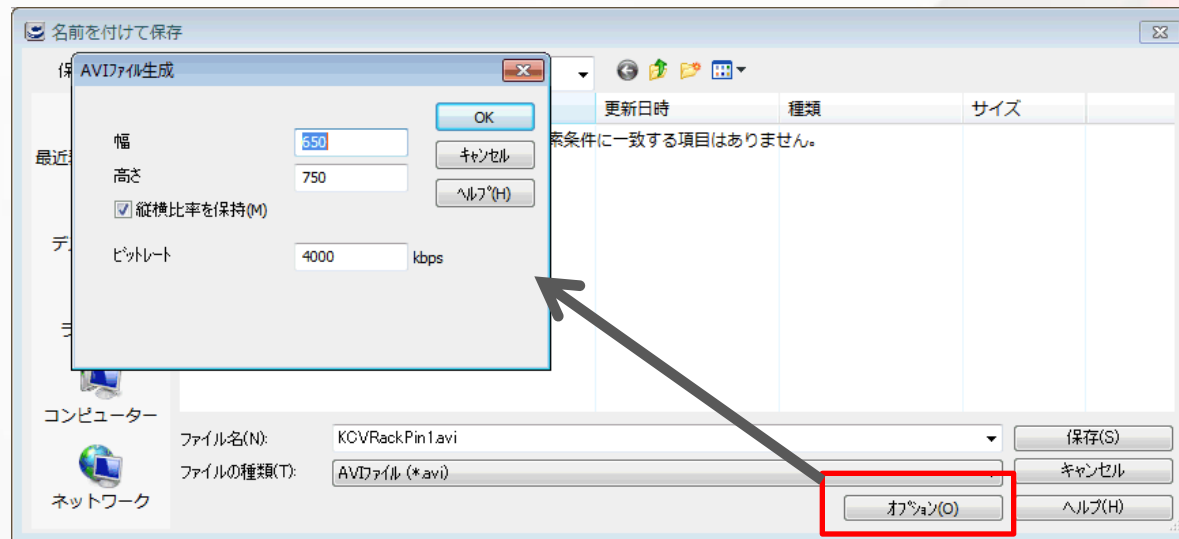 名前を付けて保存
AVIﾌｧｲﾙ生成
幅
650
高さ
750
縦横比率を保持(M)
ﾋﾞｯﾄﾚｰﾄ
4000
kbps
OK
ｷｬﾝｾﾙ
ﾍﾙﾌﾟ(H)
更新日時
種類
サイズ
索条件に一致する項目はありません。
最近
コンピューター
ネットワーク
ファイル名(N):
KCVRackPin1.avi
保存(S)
ファイルの種類(T):
AVIﾌｧｲﾙ (*.avi)
キャンセル
ｵﾌﾟｼｮﾝ(O)
ヘルプ(H)